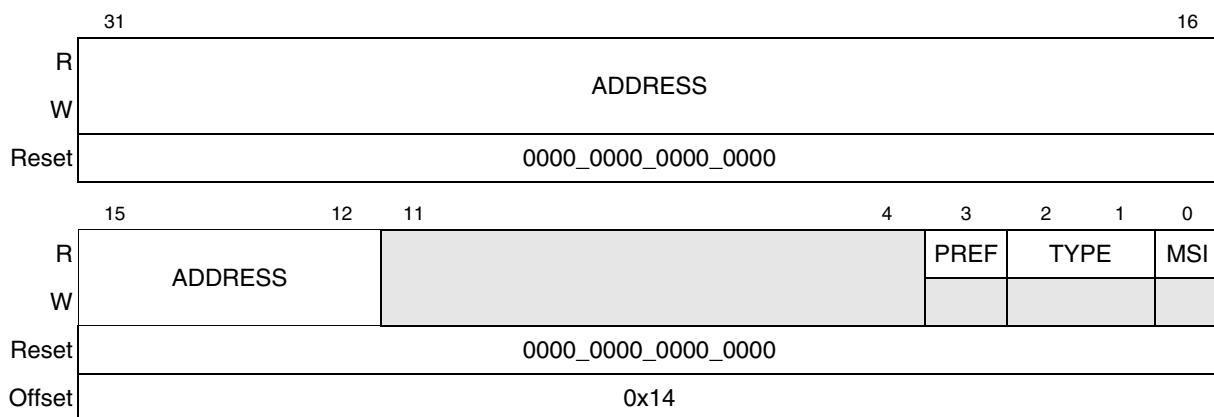 31 16
R
ADDRESS
W
Reset 0000_0000_0000_0000
15 12 11 4 3 2 1 0
R PREF TYPE MSI
ADDRESS
W
Reset 0000_0000_0000_0000
Offset 0x14